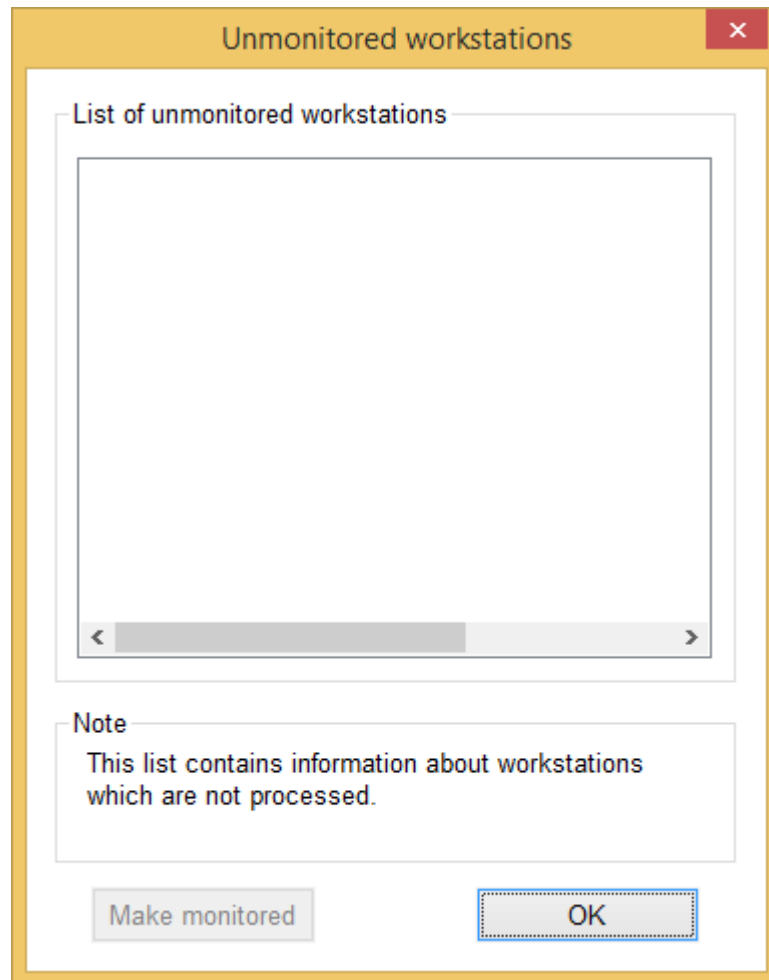 Unmonitored workstations
List of unmonitored workstations
Note
This list contains information about workstations
which are not processed.
Make monitored
OK